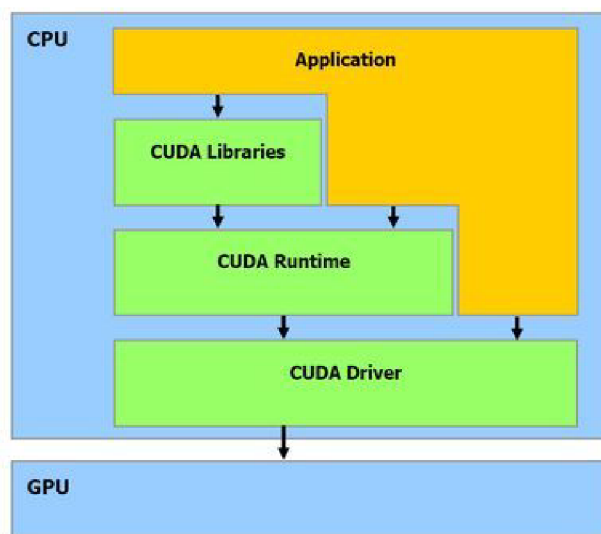 CPU
Application
CUDA Libraries
CUDA Runtime
CUDA Driver
GPU